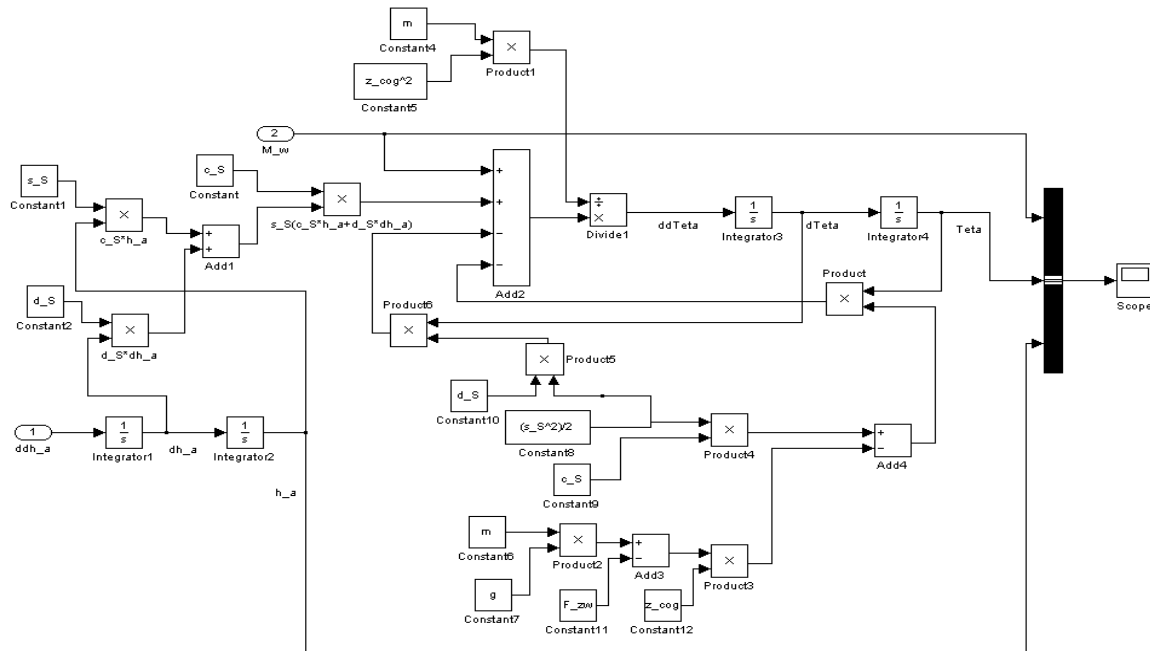 m
Constant4
×
Product1
z_cog^2
Constant5
2
M_w
s_S
Constant1
×
c_S*h_a
c_S
Constant
×
s_S(c_S*h_a+d_S*dh_a)
+
+
Add1
+
+
−
−
Add2
÷
×
Divide1
ddTeta
1
s
Integrator3
dTeta
1
s
Integrator4
Teta
Scope
×
Product
d_S
Constant2
×
d_S*dh_a
×
Product6
×
Product5
d_S
Constant10
(s_S^2)/2
Constant8
×
Product4
+
−
Add4
1
ddh_a
1
s
Integrator1
dh_a
1
s
Integrator2
h_a
c_S
Constant9
m
Constant6
×
Product2
+
−
Add3
×
Product3
g
Constant7
F_zw
Constant11
z_cog
Constant12